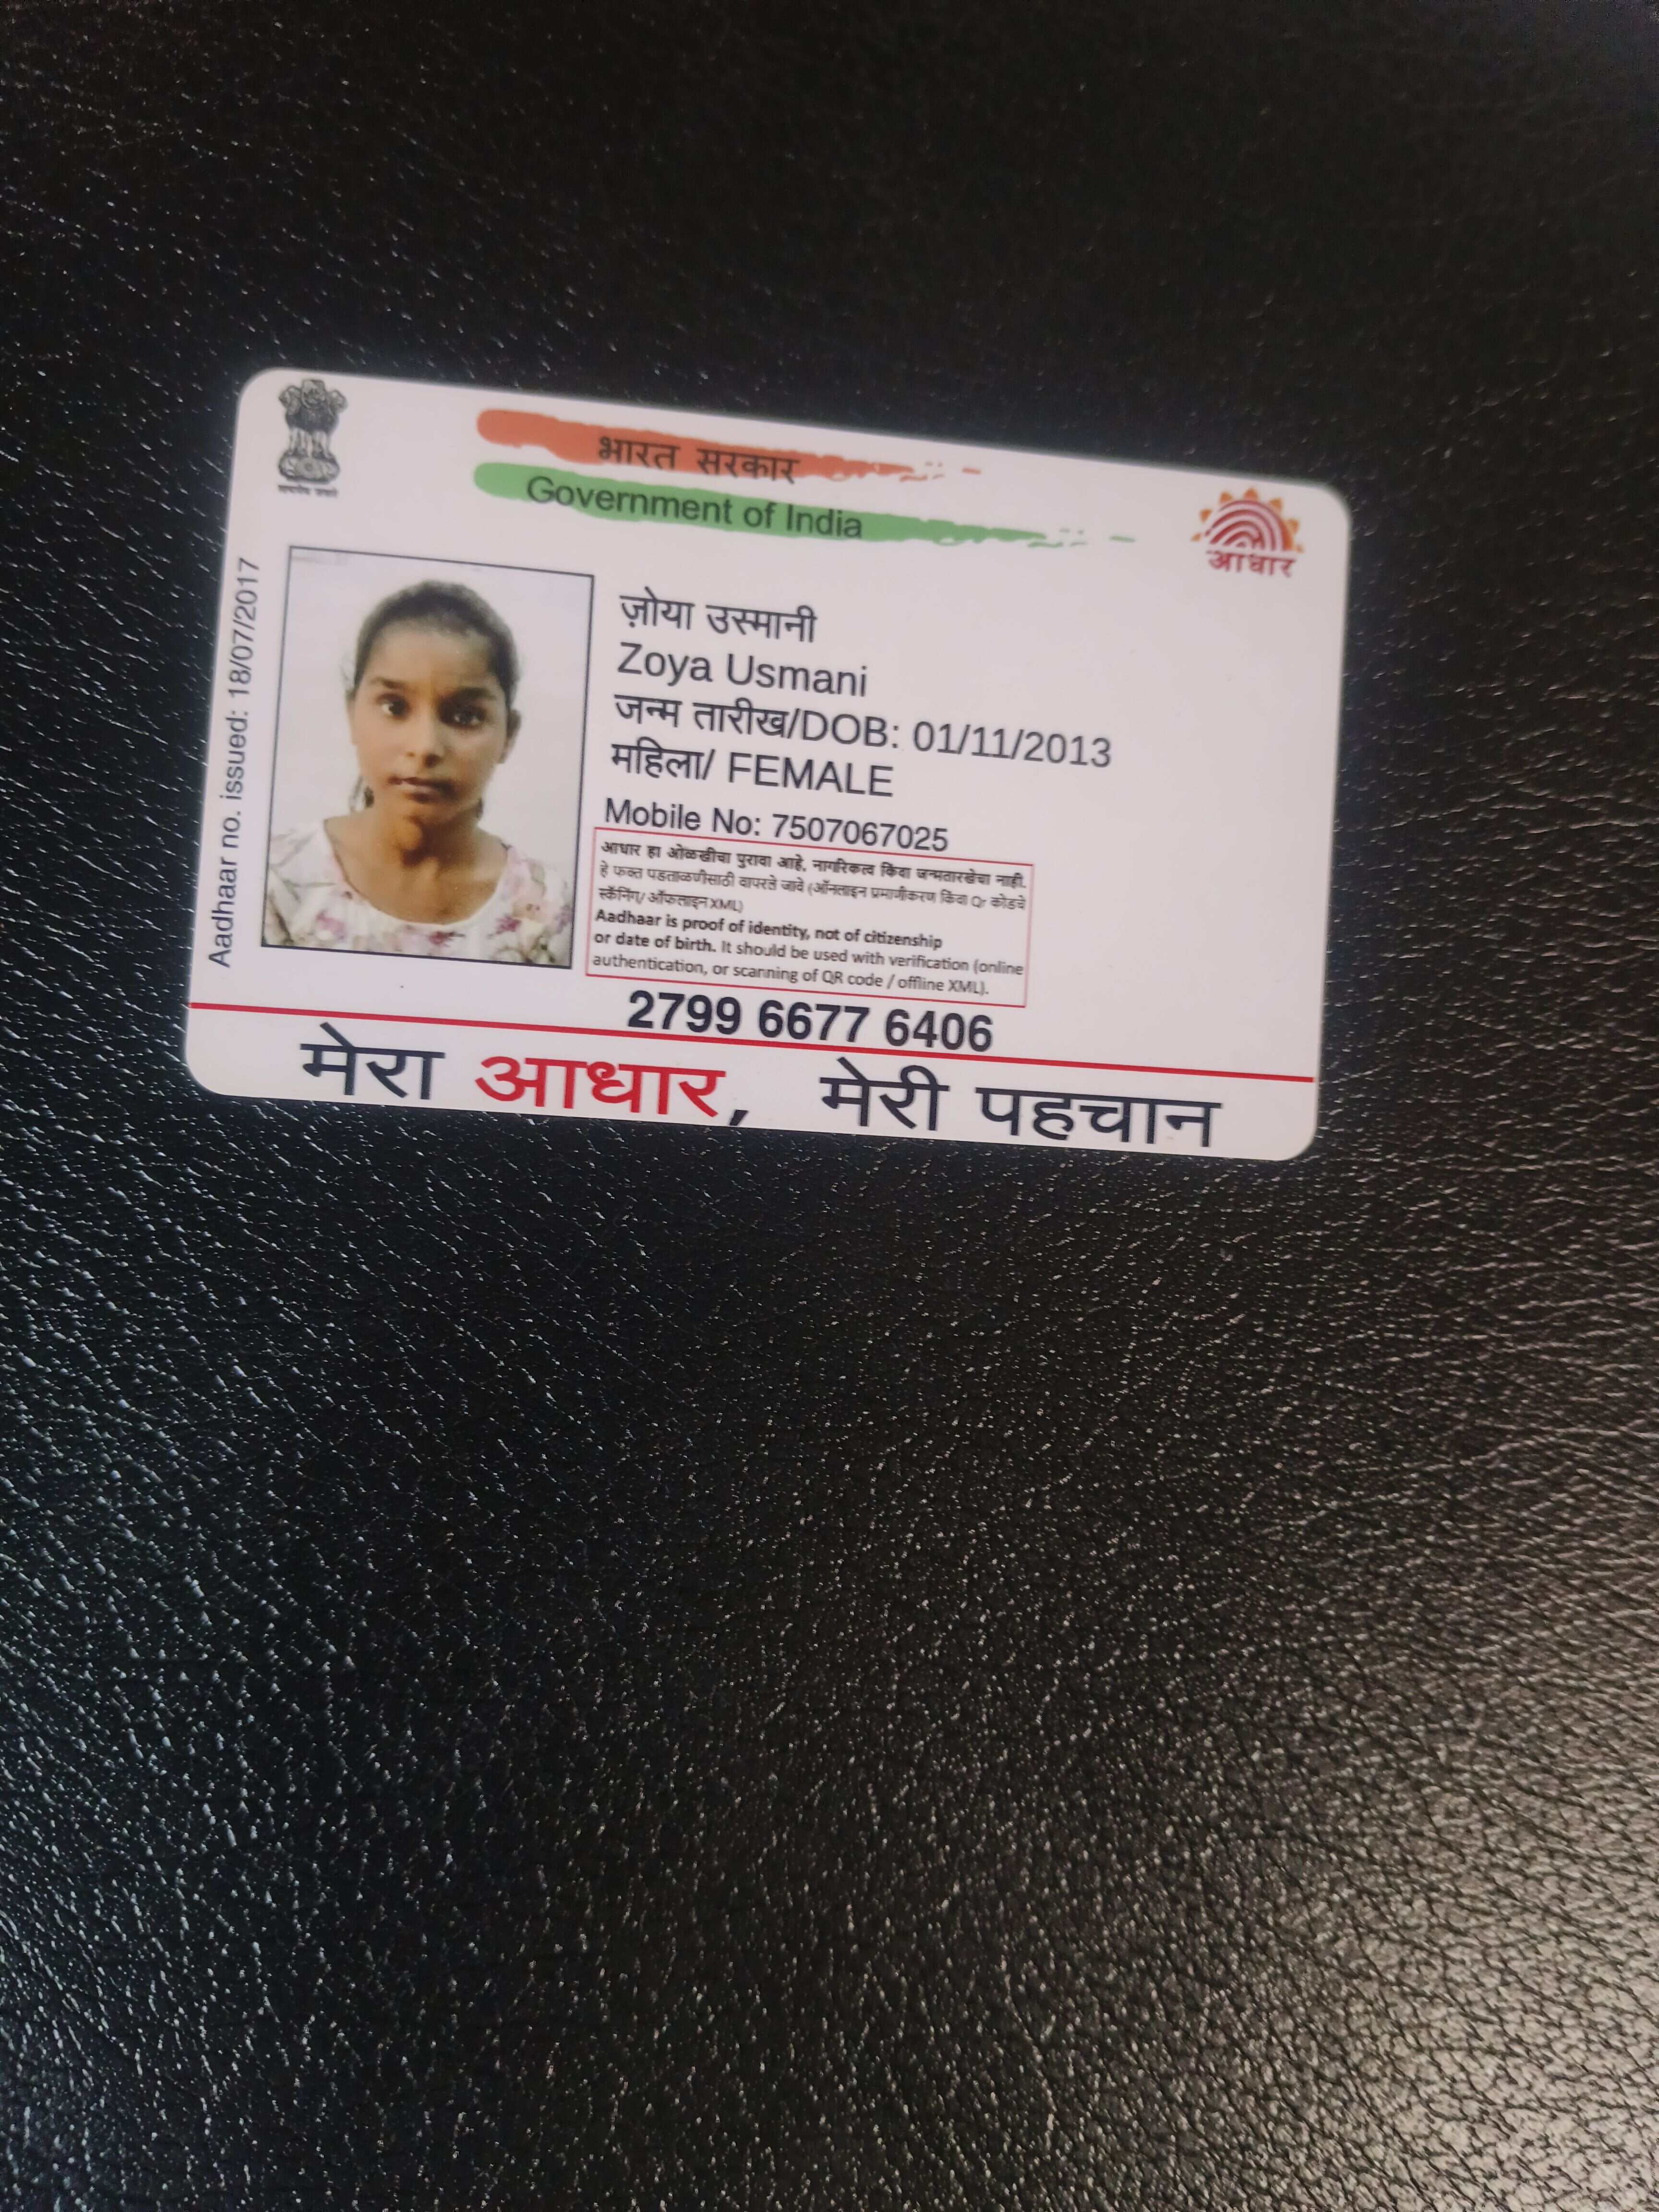 भारत सरकार
Government of India
आधार
Aadhaar no. issued: 18/07/2017
ज़ोया उस्मानी
Zoya Usmani
जन्म तारीख/DOB: 01/11/2013
महिला/ FEMALE
Mobile No: 7507067025
आधार हा ओळखीचा पुरावा आहे, नागरिकत्व किंवा जन्मतारखेचा नाही.
हे फक्त पडताळणीसाठी वापरले जावे (ऑनलाइन प्रमाणीकरण किंवा Qr कोडचे
स्कॅनिंग/ ऑफलाइन XML)
Aadhaar is proof of identity, not of citizenship
or date of birth. It should be used with verification (online
authentication, or scanning of QR code / offline XML).
2799 6677 6406
मेरा आधार, मेरी पहचान